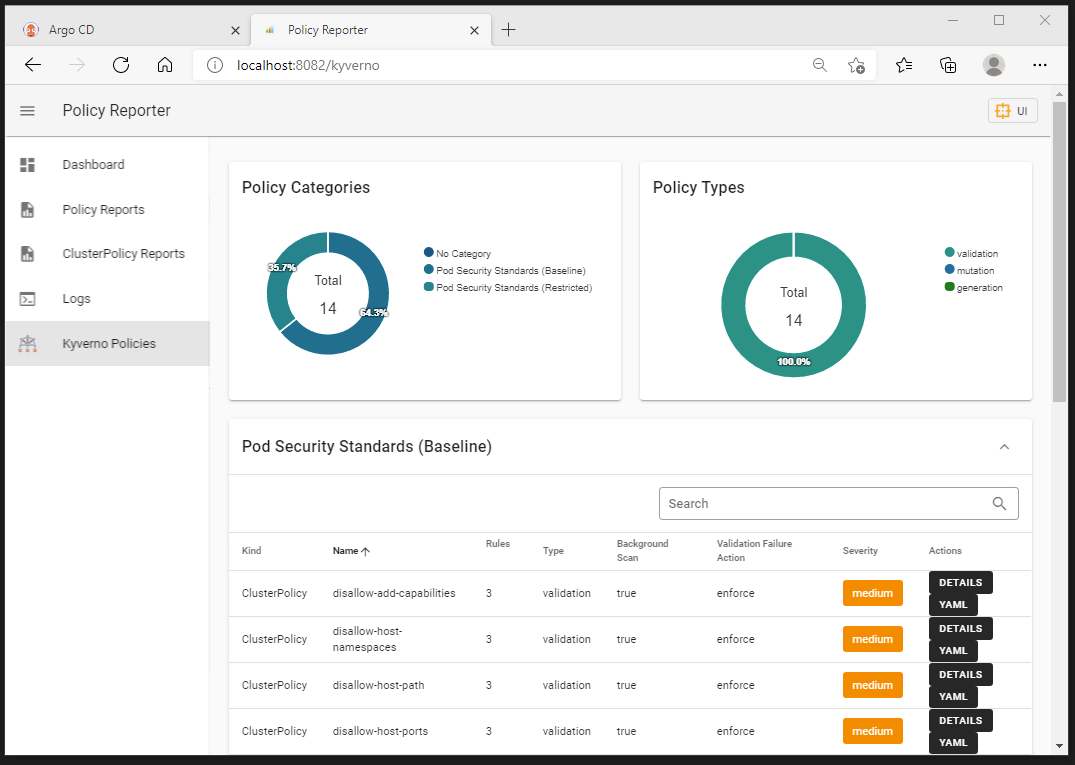 Argo CD
Policy Reporter
localhost:8082/kyverno
Policy Reporter
UI
Dashboard
Policy Reports
ClusterPolicy Reports
Logs
Kyverno Policies
Policy Categories
35.7%
64.3%
Total
14
No Category
Pod Security Standards (Baseline)
Pod Security Standards (Restricted)
Policy Types
Total
14
100.0%
validation
mutation
generation
Pod Security Standards (Baseline)
Search
Kind Name Rules Type Background Scan Validation Failure Action Severity Actions
ClusterPolicy disallow-add-capabilities 3 validation true enforce medium DETAILS
YAML
ClusterPolicy disallow-host-namespaces 3 validation true enforce medium DETAILS
YAML
ClusterPolicy disallow-host-path 3 validation true enforce medium DETAILS
YAML
ClusterPolicy disallow-host-ports 3 validation true enforce medium DETAILS
YAML